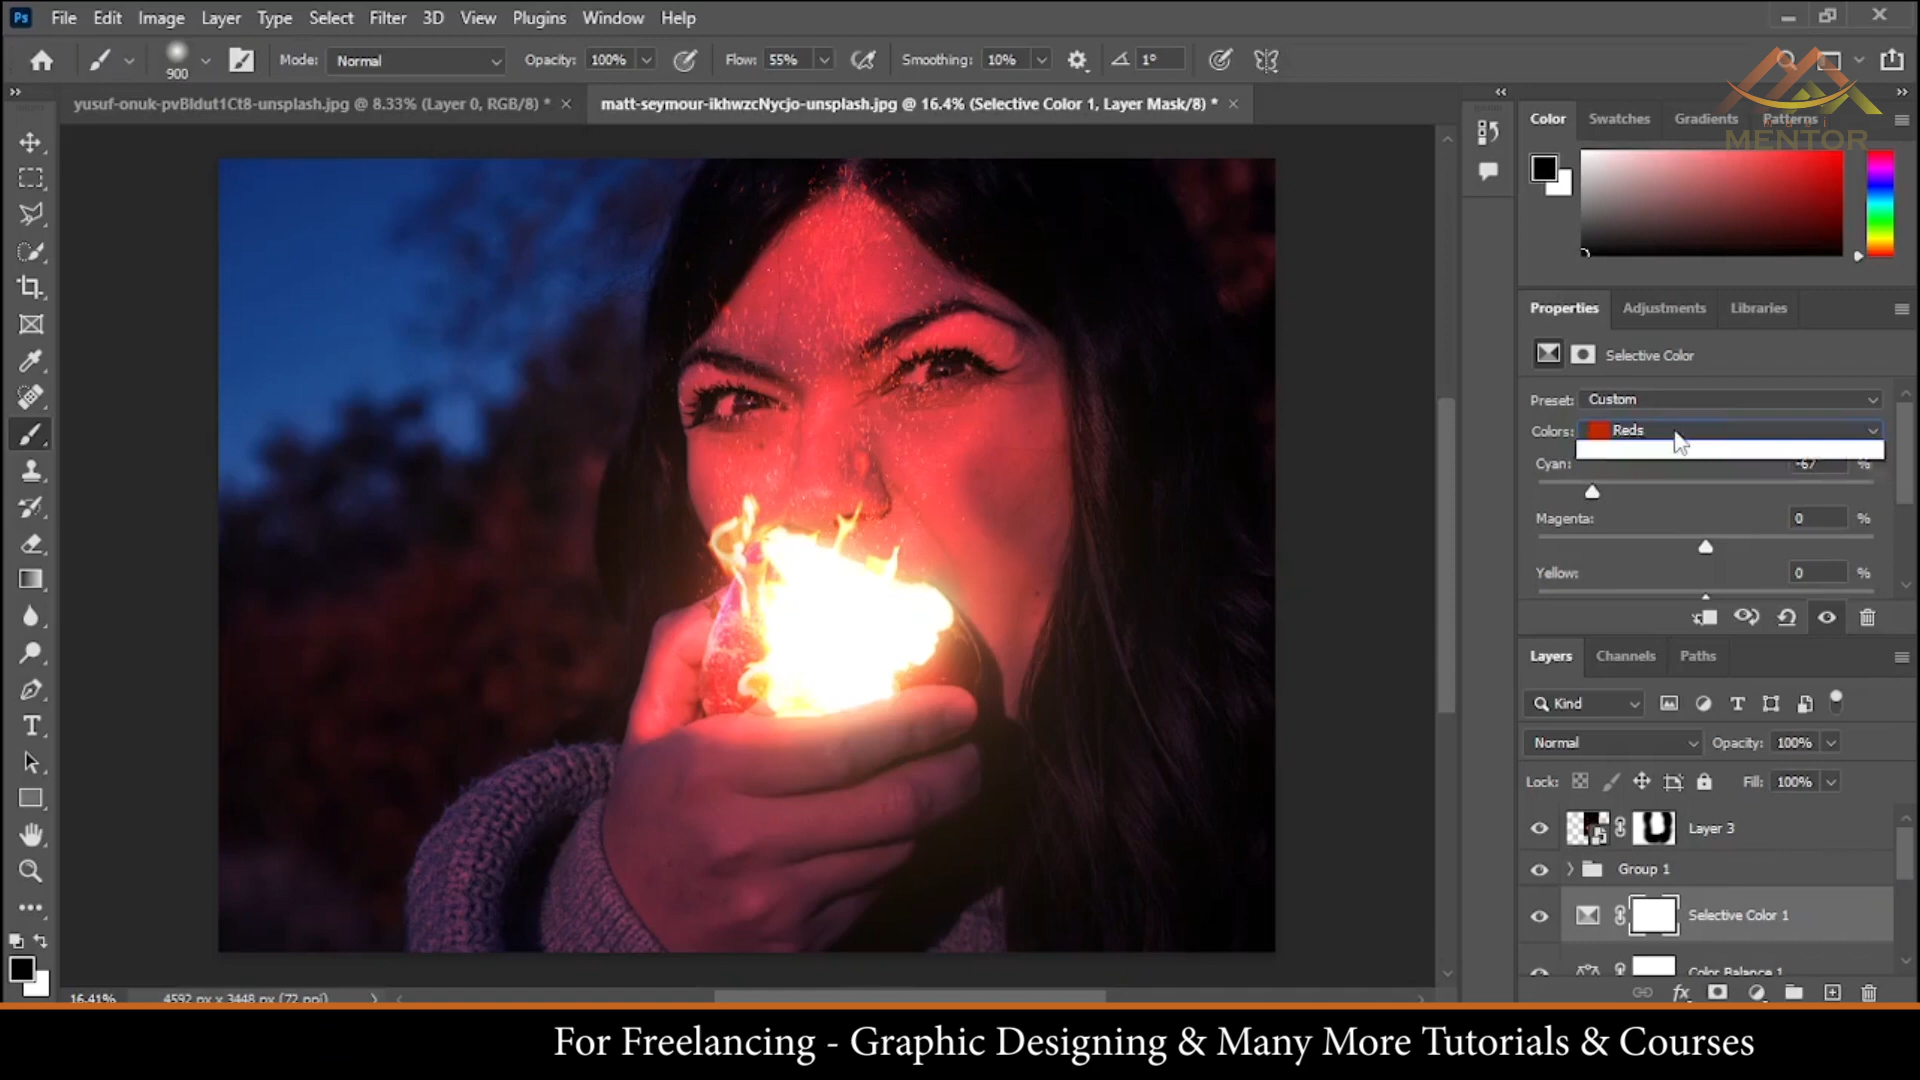 Ps File Edit Image Layer Type Select Filter 3D View Plugins Window Help
900 Mode: Normal Opacity: 100% Flow: 55% Smoothing: 10% 1°
yusuf-onuk-pvBldut1Ct8-unsplash.jpg @ 8.33% (Layer 0, RGB/8) *
matt-seymour-ikhwzcNycjo-unsplash.jpg @ 16.4% (Selective Color 1, Layer Mask/8) *
Color Swatches Gradients Patterns
MENTOR
Properties Adjustments Libraries
Selective Color
Preset: Custom
Colors: Reds
Cyan: -67 %
Magenta: 0 %
Yellow: 0 %
Layers Channels Paths
Kind
Normal Opacity: 100%
Lock: Fill: 100%
Layer 3
Group 1
Selective Color 1
Color Balance 1
16.41% 4592 px x 3448 px (72 ppi)
For Freelancing - Graphic Designing & Many More Tutorials & Courses